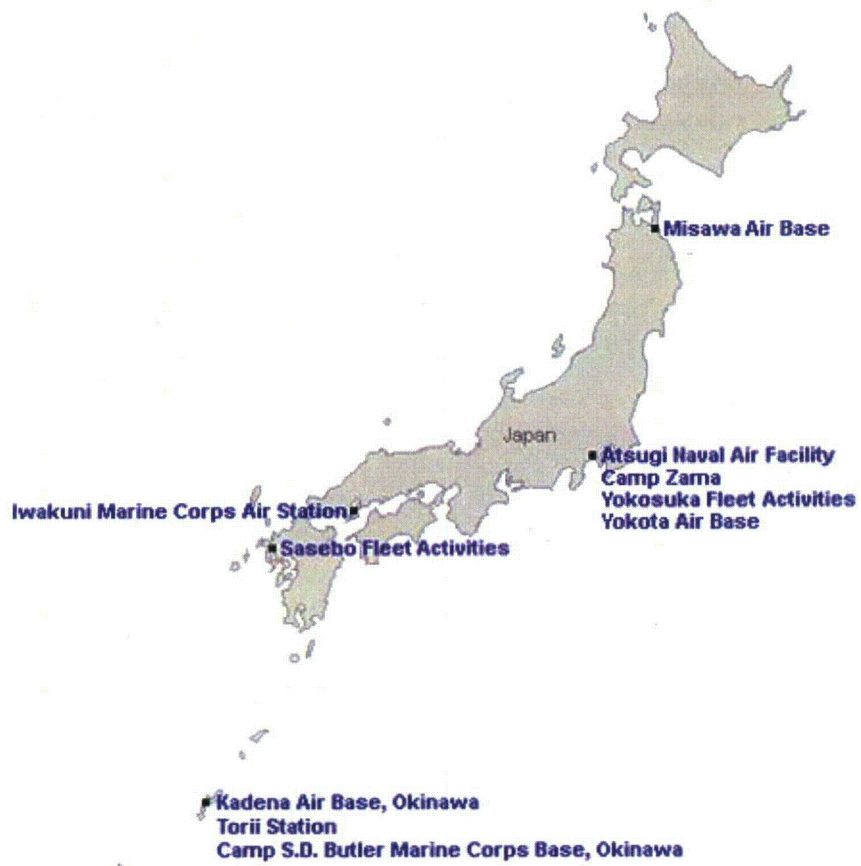 Misawa Air Base
Japan
Atsugi Naval Air Facility
Camp Zama
Yokosuka Fleet Activities
Yokota Air Base
Iwakuni Marine Corps Air Station
Sasebo Fleet Activities
Kadena Air Base, Okinawa
Torii Station
Camp S.D. Butler Marine Corps Base, Okinawa